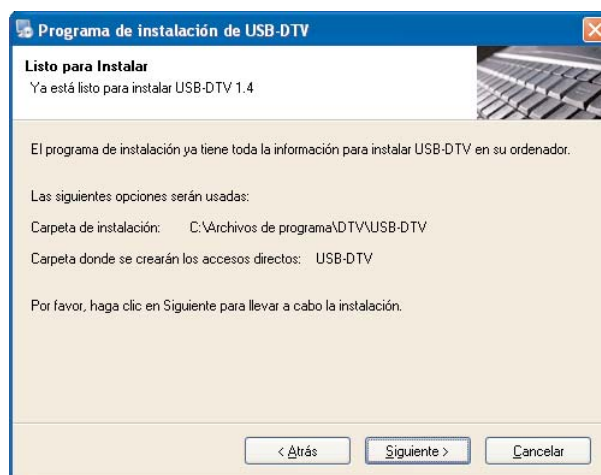 Programa de instalación de USB-DTV
Listo para Instalar
Ya está listo para instalar USB-DTV 1.4
El programa de instalación ya tiene toda la información para instalar USB-DTV en su ordenador.
Las siguientes opciones serán usadas:
Carpeta de instalación: C:\Archivos de programa\DTV\USB-DTV
Carpeta donde se crearán los accesos directos: USB-DTV
Por favor, haga clic en Siguiente para llevar a cabo la instalación.
< Atrás Siguiente > Cancelar